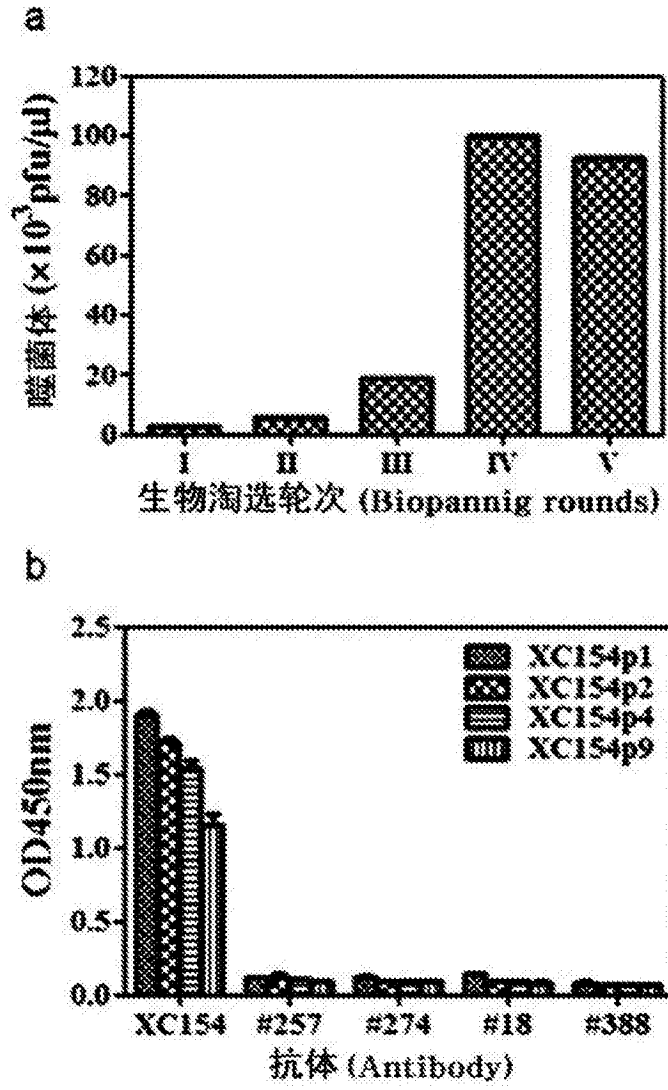 a
噬菌体 (×10³pfu/μl)
120
100
80
60
40
20
0
I II III IV V
生物淘选轮次 (Biopannig rounds)
b
OD450nm
2.5
2.0
1.5
1.0
0.5
0.0
XC154p1
XC154p2
XC154p4
XC154p9
XC154 #257 #274 #18 #388
抗体 (Antibody)